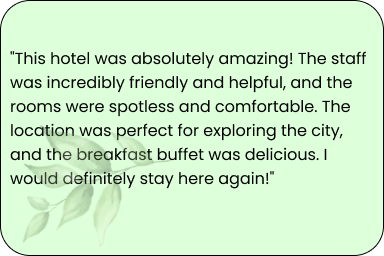 "This hotel was absolutely amazing! The staff
was incredibly friendly and helpful, and the
rooms were spotless and comfortable. The
location was perfect for exploring the city,
and the breakfast buffet was delicious. I
would definitely stay here again!"